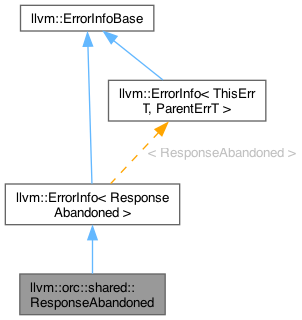 llvm::ErrorInfoBase
llvm::ErrorInfo< ThisErr
T, ParentErrT >
< ResponseAbandoned >
llvm::ErrorInfo< Response
Abandoned >
llvm::orc::shared::
ResponseAbandoned